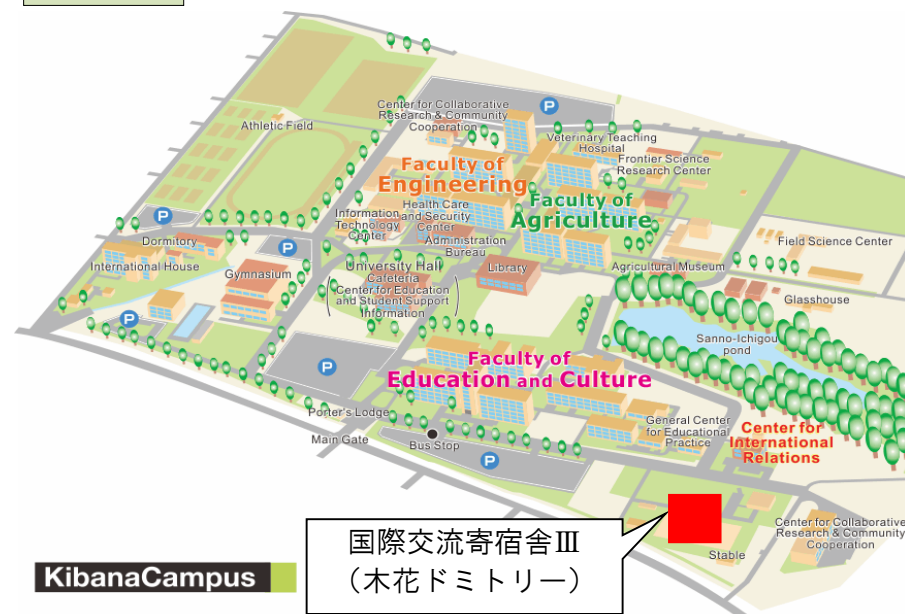 Center for Collaborative
Research & Community
Cooperation
P
Athletic Field
Veterinary Teaching
Hospital
Frontier Science
Research Center
Faculty of
Engineering
Faculty of
Agriculture
Health Care
and Security
Center
Information
Technology
Center
Administration
Bureau
P
Dormitory
P
International House
Gymnasium
University Hall
Cafeteria
Center for Education
and Student Support
Information
Library
Agricultural Museum
Field Science Center
Glasshouse
P
Sanno-Ichigou
pond
P
Faculty of
Education and Culture
Porter's Lodge
Main Gate
Bus Stop
P
General Center
for Educational
Practice
Center for
International
Relations
Center for Collaborative
Research & Community
Cooperation
Stable
国際交流寄宿舎Ⅲ
（木花ドミトリー）
KibanaCampus